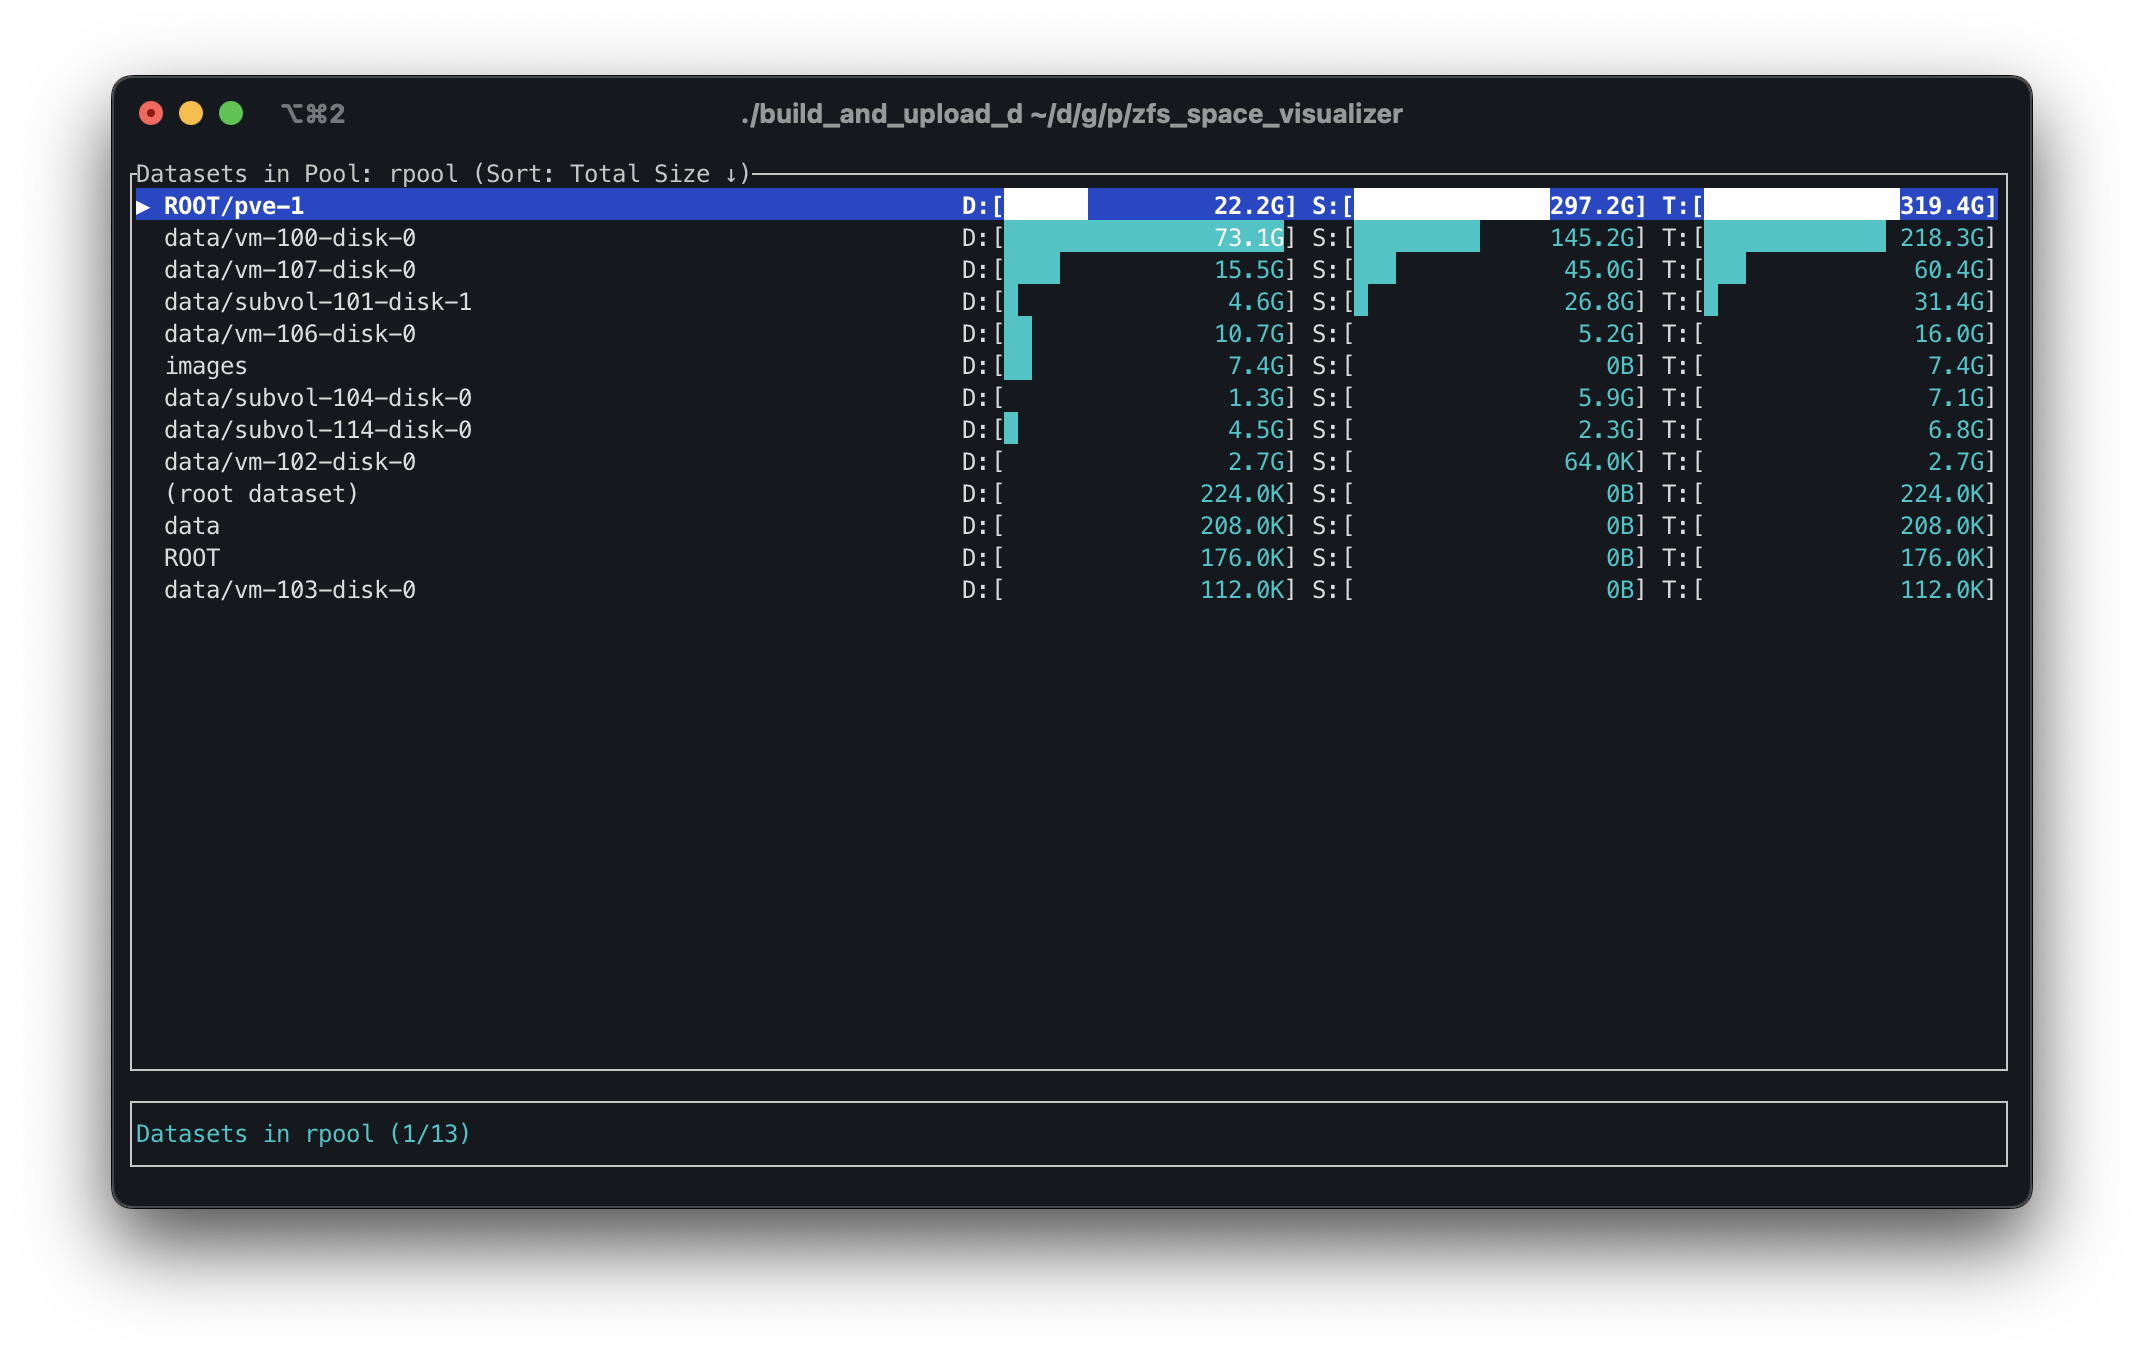 ⌥⌘2 ./build_and_upload_d ~/d/g/p/zfs_space_visualizer
Datasets in Pool: rpool (Sort: Total Size ↓)
▶ ROOT/pve-1 D:[ 22.2G] S:[ 297.2G] T:[ 319.4G]
data/vm-100-disk-0 D:[ 73.1G] S:[ 145.2G] T:[ 218.3G]
data/vm-107-disk-0 D:[ 15.5G] S:[ 45.0G] T:[ 60.4G]
data/subvol-101-disk-1 D:[ 4.6G] S:[ 26.8G] T:[ 31.4G]
data/vm-106-disk-0 D:[ 10.7G] S:[ 5.2G] T:[ 16.0G]
images D:[ 7.4G] S:[ 0B] T:[ 7.4G]
data/subvol-104-disk-0 D:[ 1.3G] S:[ 5.9G] T:[ 7.1G]
data/subvol-114-disk-0 D:[ 4.5G] S:[ 2.3G] T:[ 6.8G]
data/vm-102-disk-0 D:[ 2.7G] S:[ 64.0K] T:[ 2.7G]
(root dataset) D:[ 224.0K] S:[ 0B] T:[ 224.0K]
data D:[ 208.0K] S:[ 0B] T:[ 208.0K]
ROOT D:[ 176.0K] S:[ 0B] T:[ 176.0K]
data/vm-103-disk-0 D:[ 112.0K] S:[ 0B] T:[ 112.0K]
Datasets in rpool (1/13)